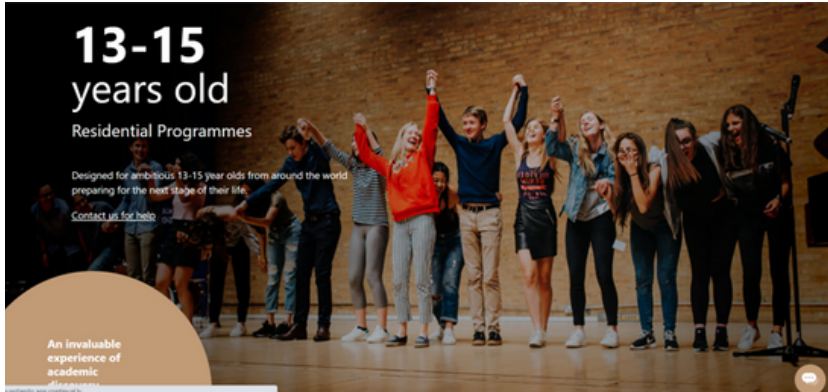 13-15
years old
Residential Programmes
Designed for ambitious 13-15 year olds from around the world
preparing for the next stage of their life.
Contact us for help
An invaluable
experience of
academic
discovery